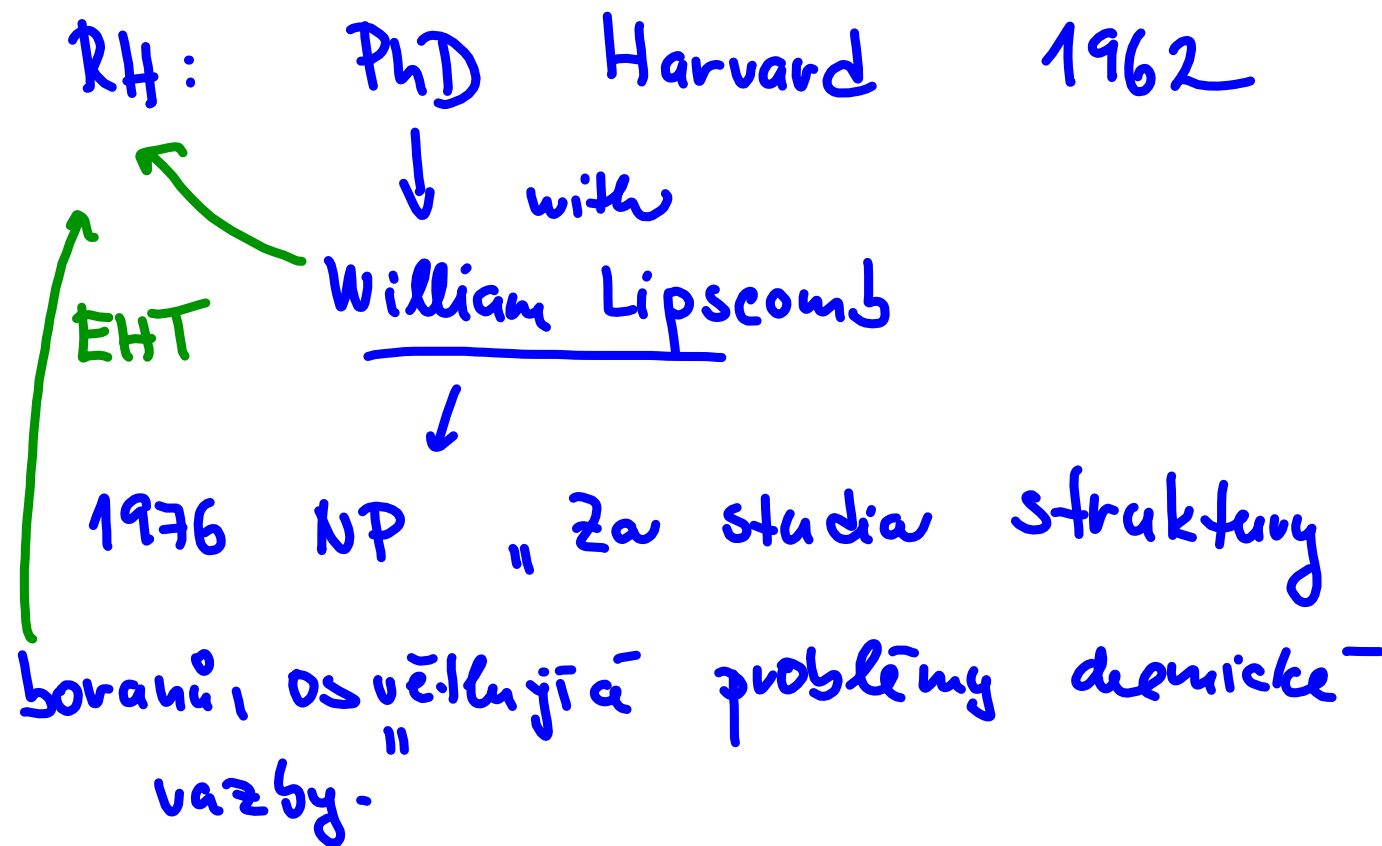 RH: PhD Harvard 1962
with
William Lipscomb
EHT
1976 NP „Za studia struktury
boranů, osvětlující problémy chemické
vazby."